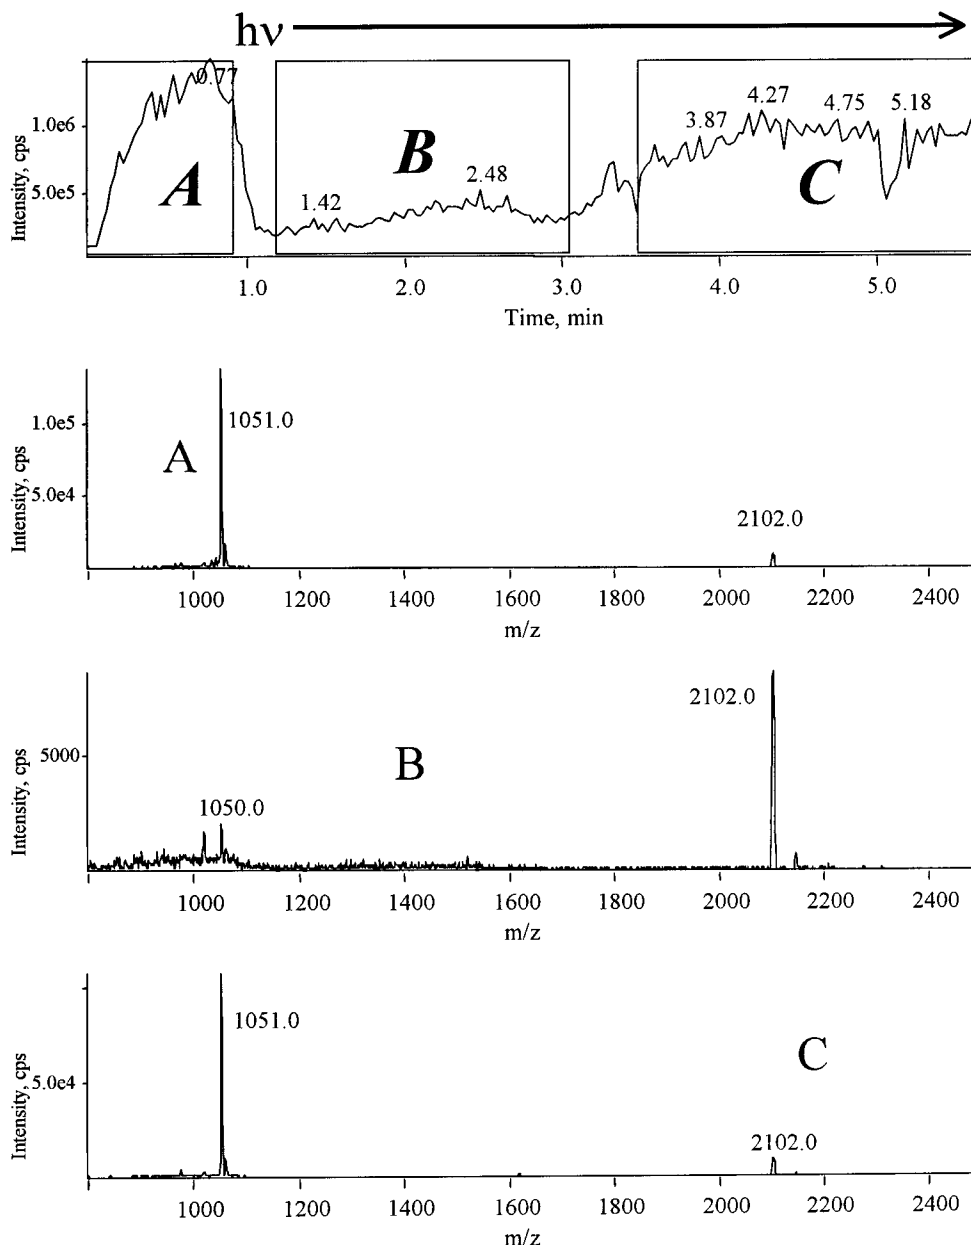 hν
Intensity, cps
1.0e6
5.0e5
0.77
A
1.42
B
2.48
3.87
4.27
4.75
5.18
C
1.0 2.0 3.0 4.0 5.0
Time, min
Intensity, cps
1.0e5
5.0e4
A
1051.0
2102.0
1000 1200 1400 1600 1800 2000 2200 2400
m/z
Intensity, cps
5000
1050.0
B
2102.0
1000 1200 1400 1600 1800 2000 2200 2400
m/z
Intensity, cps
5.0e4
1051.0
C
2102.0
1000 1200 1400 1600 1800 2000 2200 2400
m/z